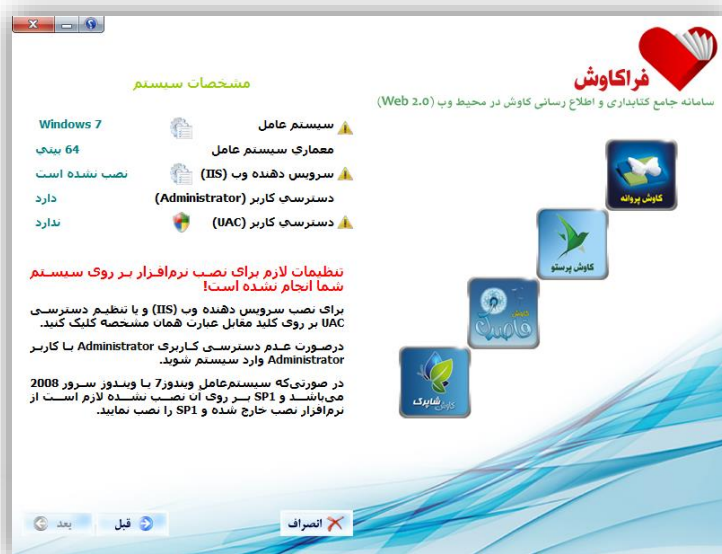 فراکاوش
سامانه جامع کتابداری و اطلاع رسانی کاوش در محیط وب (Web 2.0)
کاوش پروانه
کاوش پرستو
کاوش قاصدک
کاوش شاپرک
مشخصات سیستم
سیستم عامل Windows 7
معماری سیستم عامل 64 بیتي
سرویس دهنده وب (IIS) نصب نشده است
دسترسي کاربر (Administrator) دارد
دسترسي کاربر (UAC) ندارد
تنظیمات لازم برای نصب نرم‌افزار بر روی سیستم
شما انجام نشده است!
برای نصب سرویس دهنده وب (IIS) و یا تنظیم دسترسی
UAC بر روی کلید مقابل عبارت همان مشخصه کلیک کنید.
درصورت عدم دسترسی کاربری Administrator با کاربر
Administrator وارد سیستم شوید.
در صورتی‌که سیستم‌عامل ویندوز7 یا ویندوز سرور 2008
می‌باشد و SP1 بر روی آن نصب نشده لازم است از
نرم‌افزار نصب خارج شده و SP1 را نصب نمایید.
انصراف
قبل
بعد